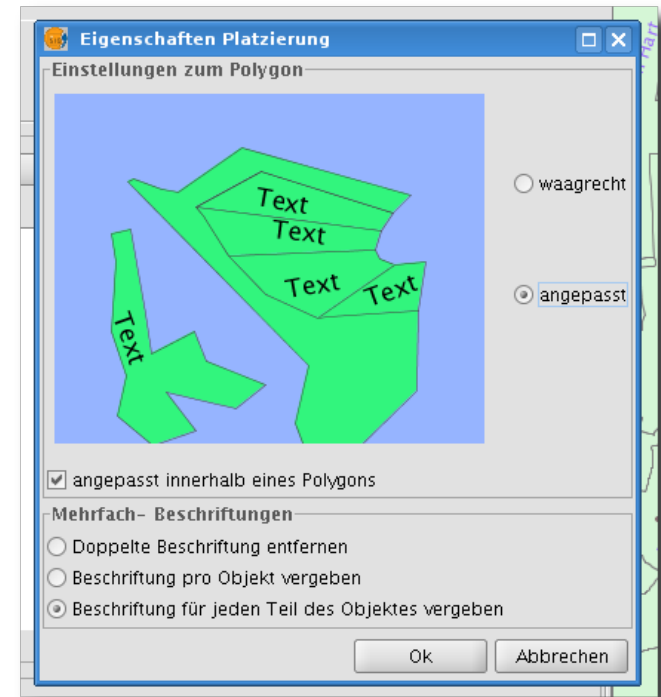 Eigenschaften Platzierung
Einstellungen zum Polygon
Text
Text
Text
Text
Text
waagrecht
angepasst
angepasst innerhalb eines Polygons
Mehrfach- Beschriftungen
Doppelte Beschriftung entfernen
Beschriftung pro Objekt vergeben
Beschriftung für jeden Teil des Objektes vergeben
Ok
Abbrechen
Hart